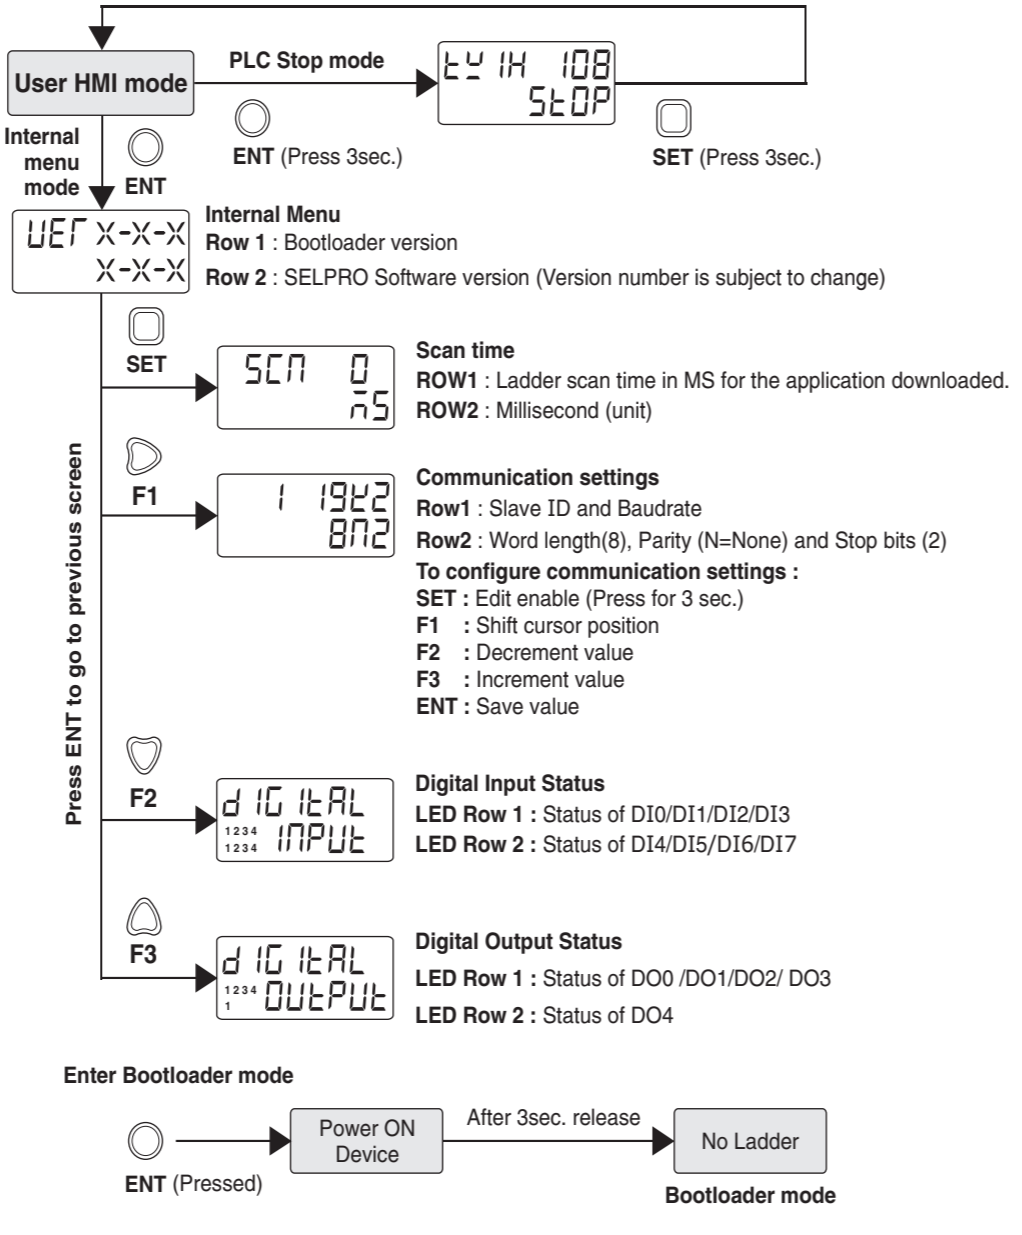 User HMI mode
PLC Stop mode
ENT (Press 3sec.)
108
StOP
SET (Press 3sec.)
Internal
menu
mode
ENT
VEr X-X-X
X-X-X
Internal Menu
Row 1 : Bootloader version
Row 2 : SELPRO Software version (Version number is subject to change)
Press ENT to go to previous screen
SET
SCN 0
mS
Scan time
ROW1 : Ladder scan time in MS for the application downloaded.
ROW2 : Millisecond (unit)
F1
1 19k2
8N2
Communication settings
Row1 : Slave ID and Baudrate
Row2 : Word length(8), Parity (N=None) and Stop bits (2)
To configure communication settings :
SET : Edit enable (Press for 3 sec.)
F1 : Shift cursor position
F2 : Decrement value
F3 : Increment value
ENT : Save value
F2
dIGItAL
1234 INPUt
1234
Digital Input Status
LED Row 1 : Status of DI0/DI1/DI2/DI3
LED Row 2 : Status of DI4/DI5/DI6/DI7
F3
dIGItAL
1234 OUtPUt
1
Digital Output Status
LED Row 1 : Status of DO0 /DO1/DO2/ DO3
LED Row 2 : Status of DO4
Enter Bootloader mode
ENT (Pressed)
Power ON
Device
After 3sec. release
No Ladder
Bootloader mode